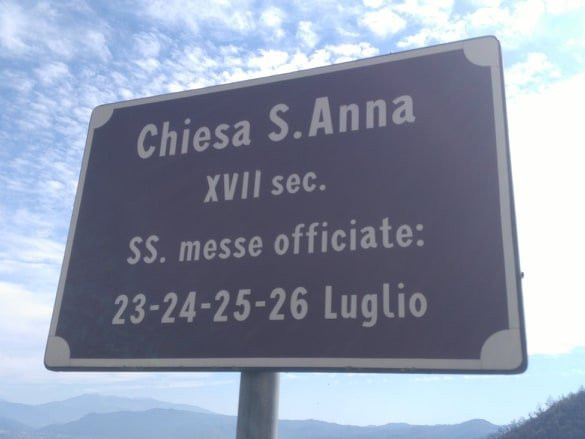 Chiesa S.Anna
XVII sec.
SS. messe officiate:
23-24-25-26 Luglio